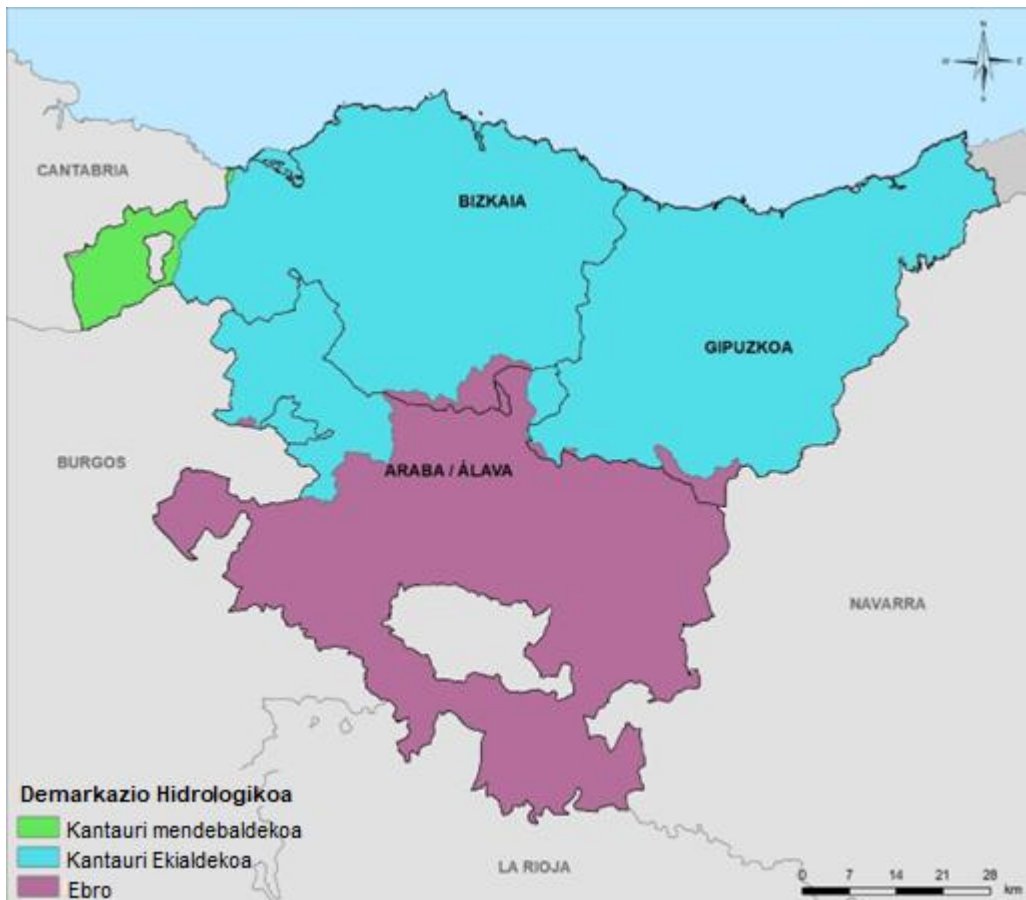 N
W E
S
CANTABRIA
BIZKAIA
GIPUZKOA
BURGOS
ARABA / ÁLAVA
NAVARRA
LA RIOJA
Demarkazio Hidrologikoa
Kantauri mendebaldekoa
Kantauri Ekialdekoa
Ebro
0 7 14 21 28
km